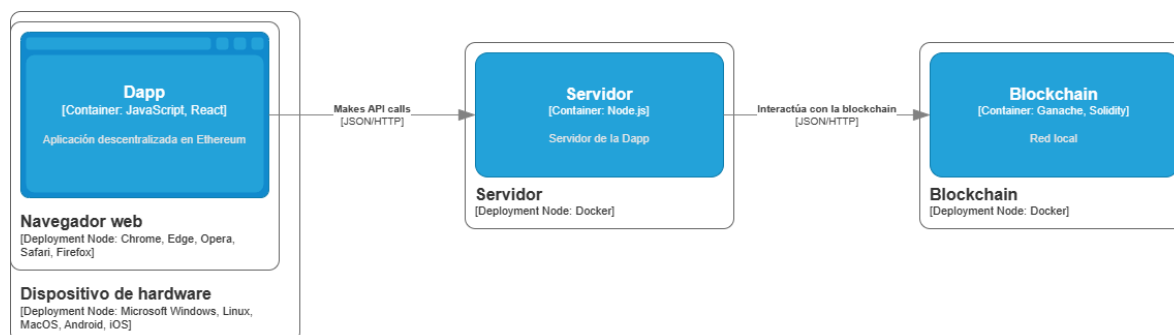 Dapp
[Container: JavaScript, React]
Aplicación descentralizada en Ethereum
Navegador web
[Deployment Node: Chrome, Edge, Opera,
Safari, Firefox]
Dispositivo de hardware
[Deployment Node: Microsoft Windows, Linux,
MacOS, Android, iOS]
Makes API calls
[JSON/HTTP]
Servidor
[Container: Node.js]
Servidor de la Dapp
Servidor
[Deployment Node: Docker]
Interactúa con la blockchain
[JSON/HTTP]
Blockchain
[Container: Ganache, Solidity]
Red local
Blockchain
[Deployment Node: Docker]